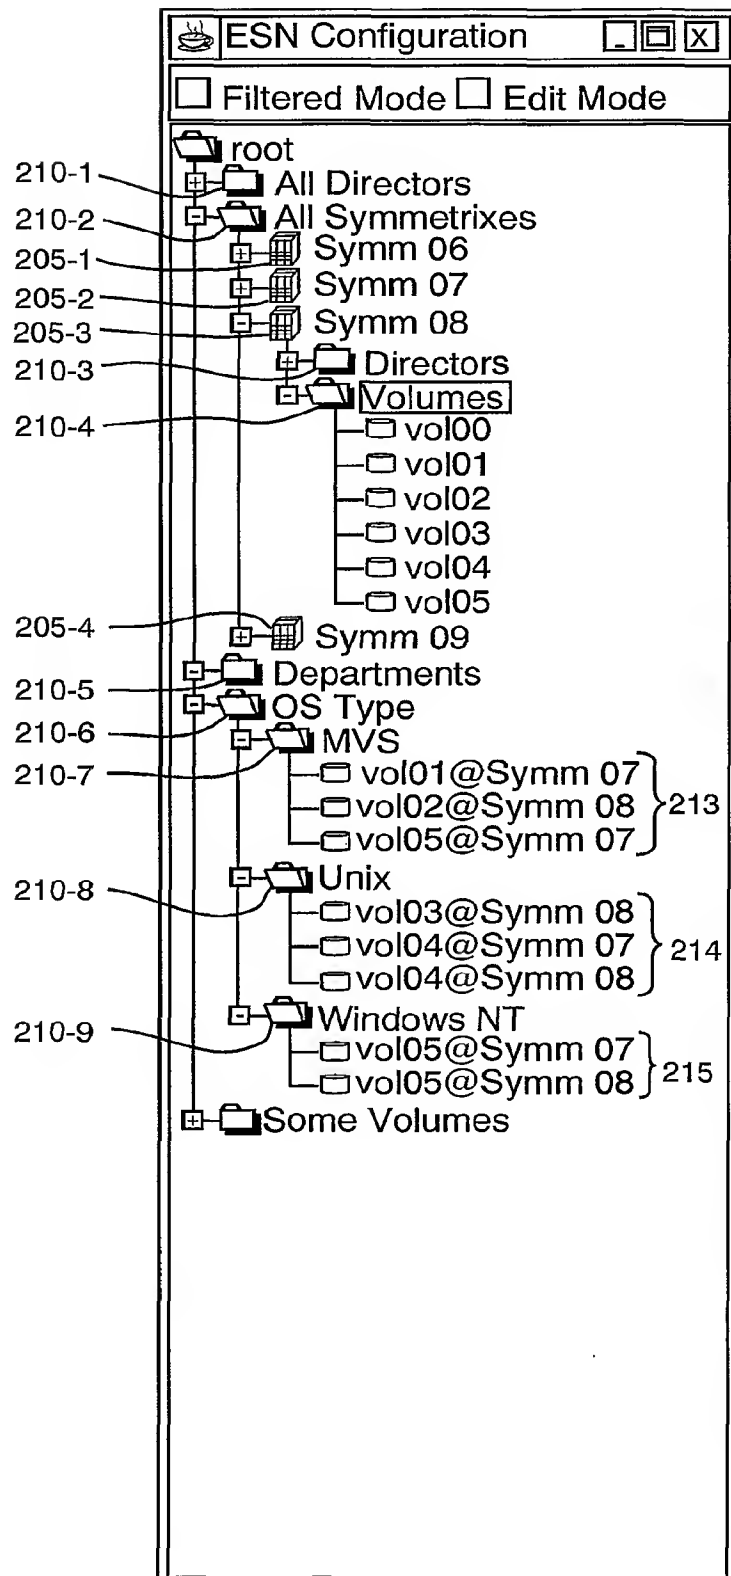 ESN Configuration
Filtered Mode Edit Mode
root
210-1 All Directors
210-2 All Symmetrixes
205-1 Symm 06
205-2 Symm 07
205-3 Symm 08
210-3 Directors
210-4 Volumes
vol00
vol01
vol02
vol03
vol04
vol05
205-4 Symm 09
210-5 Departments
210-6 OS Type
210-7 MVS
vol01@Symm 07
vol02@Symm 08 213
vol05@Symm 07
210-8 Unix
vol03@Symm 08
vol04@Symm 07 214
vol04@Symm 08
210-9 Windows NT
vol05@Symm 07 215
vol05@Symm 08
Some Volumes